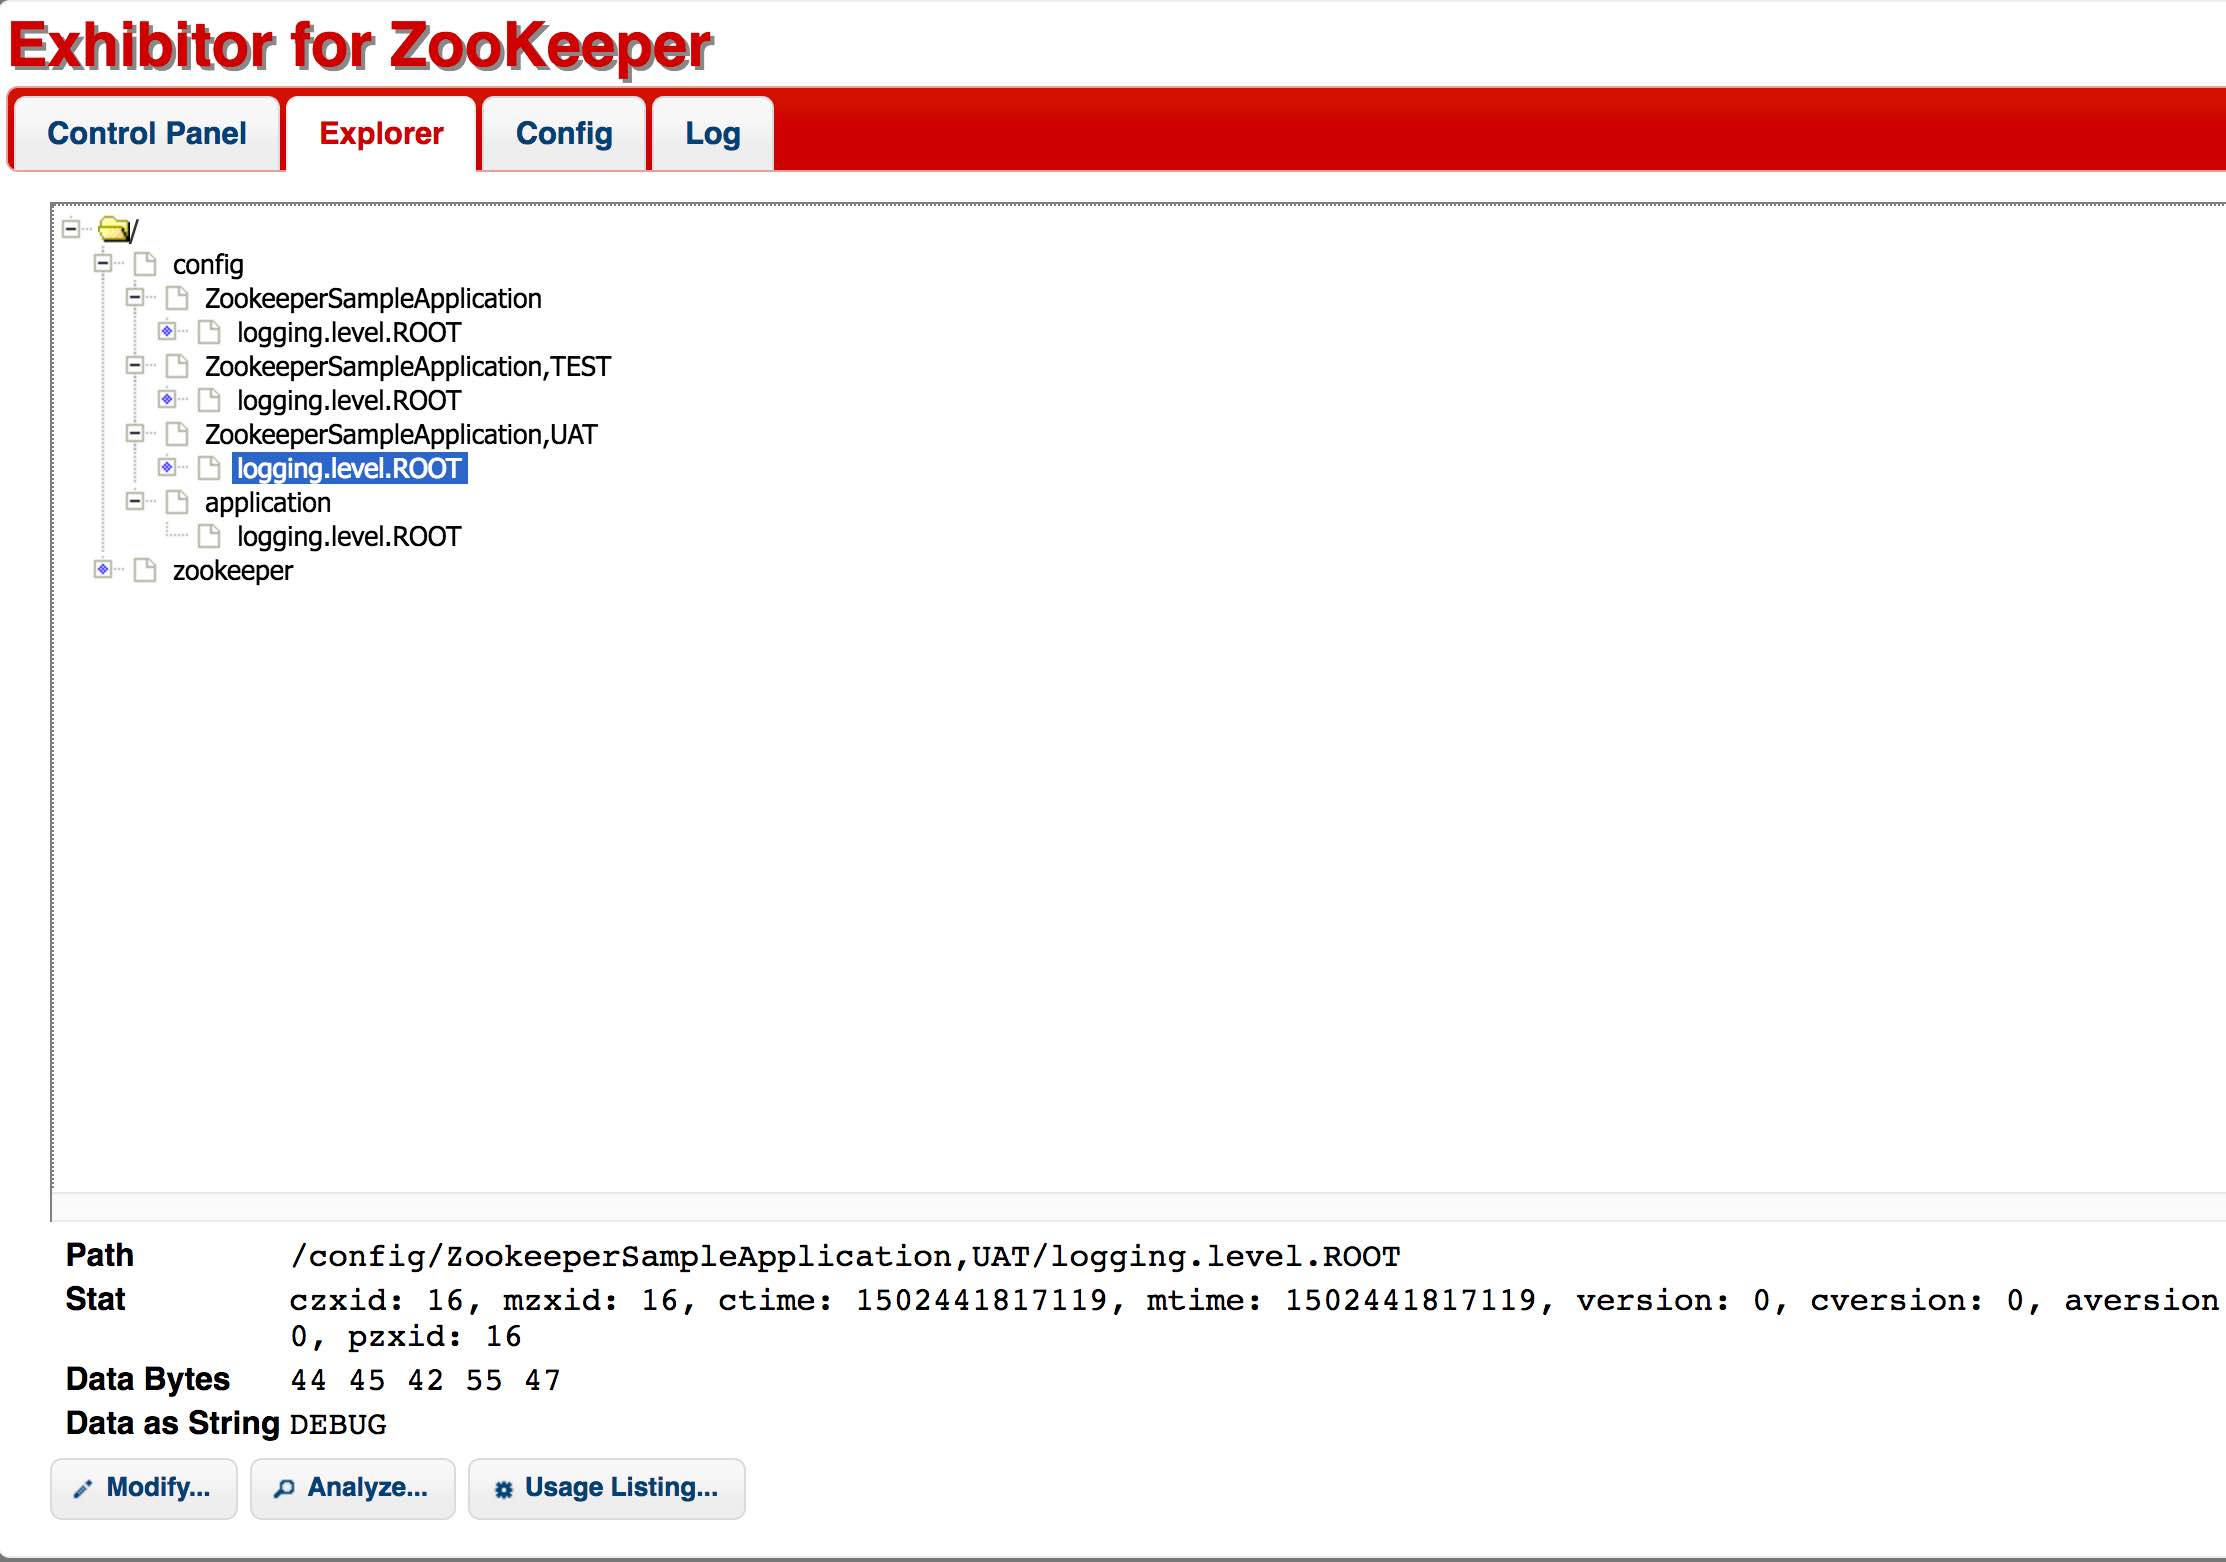 Exhibitor for ZooKeeper
Control Panel Explorer Config Log
/
config
ZookeeperSampleApplication
logging.level.ROOT
ZookeeperSampleApplication,TEST
logging.level.ROOT
ZookeeperSampleApplication,UAT
logging.level.ROOT
application
logging.level.ROOT
zookeeper
Path /config/ZookeeperSampleApplication,UAT/logging.level.ROOT
Stat czxid: 16, mzxid: 16, ctime: 1502441817119, mtime: 1502441817119, version: 0, cversion: 0, aversion
0, pzxid: 16
Data Bytes 44 45 42 55 47
Data as String DEBUG
Modify... Analyze... Usage Listing...